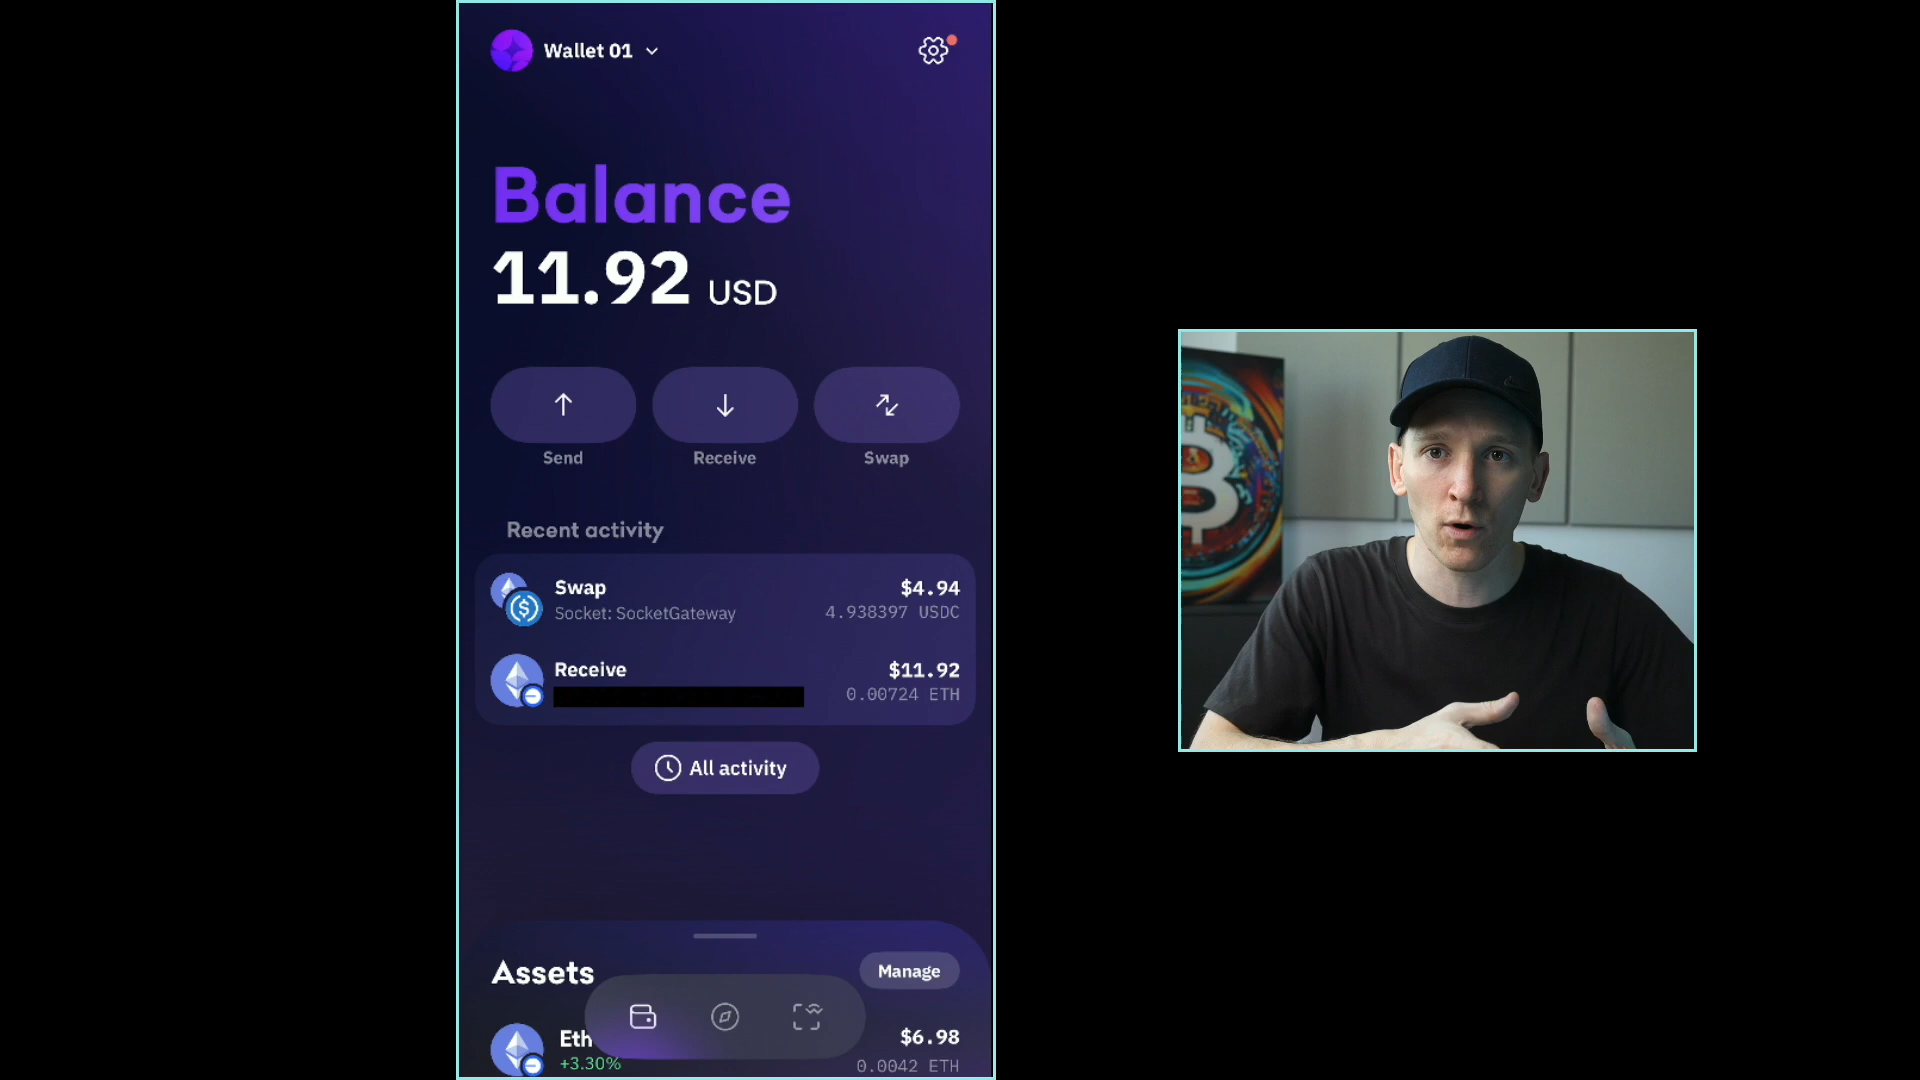 Wallet 01
Balance
11.92 USD
Send
Receive
Swap
Recent activity
Swap
$4.94
Socket: SocketGateway
4.938397 USDC
Receive
$11.92
0.00724 ETH
All activity
Assets
Manage
Eth
$6.98
+3.30%
0.0042 ETH